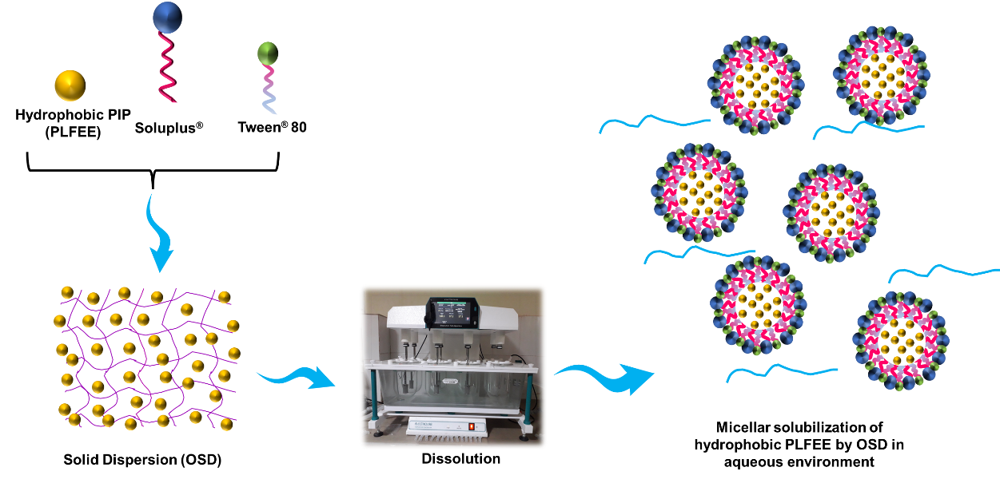 Hydrophobic PIP
(PLFEE)
Soluplus®
Tween® 80
Solid Dispersion (OSD)
Dissolution
Micellar solubilization of
hydrophobic PLFEE by OSD in
aqueous environment